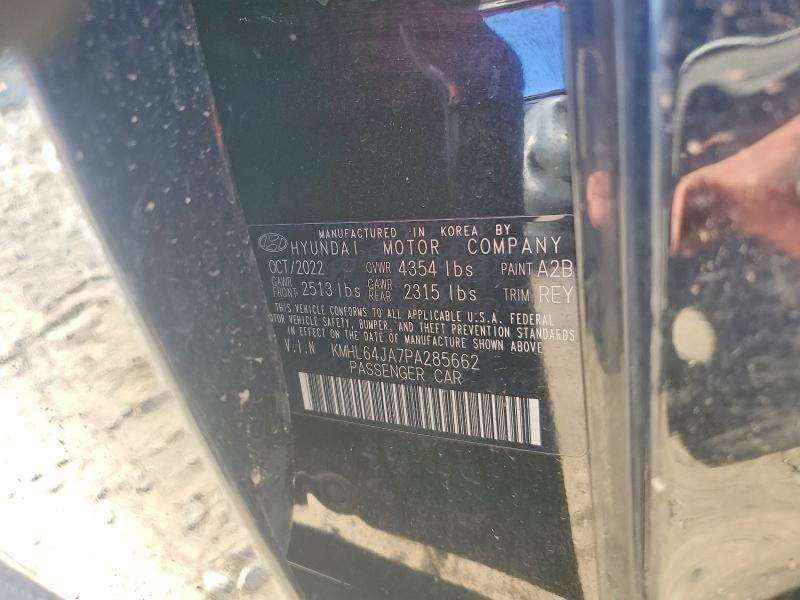 MANUFACTURED IN KOREA BY
HYUNDAI MOTOR COMPANY
OCT/2022 GVWR 4354 lbs PAINT A2B
GAWR FRONT 2513 lbs GAWR REAR 2315 lbs TRIM REY
THIS VEHICLE CONFORMS TO ALL APPLICABLE U.S.A. FEDERAL
MOTOR VEHICLE SAFETY, BUMPER, AND THEFT PREVENTION STANDARDS
IN EFFECT ON THE DATE OF MANUFACTURE SHOWN ABOVE
V.I.N KMHL64JA7PA285662
PASSENGER CAR